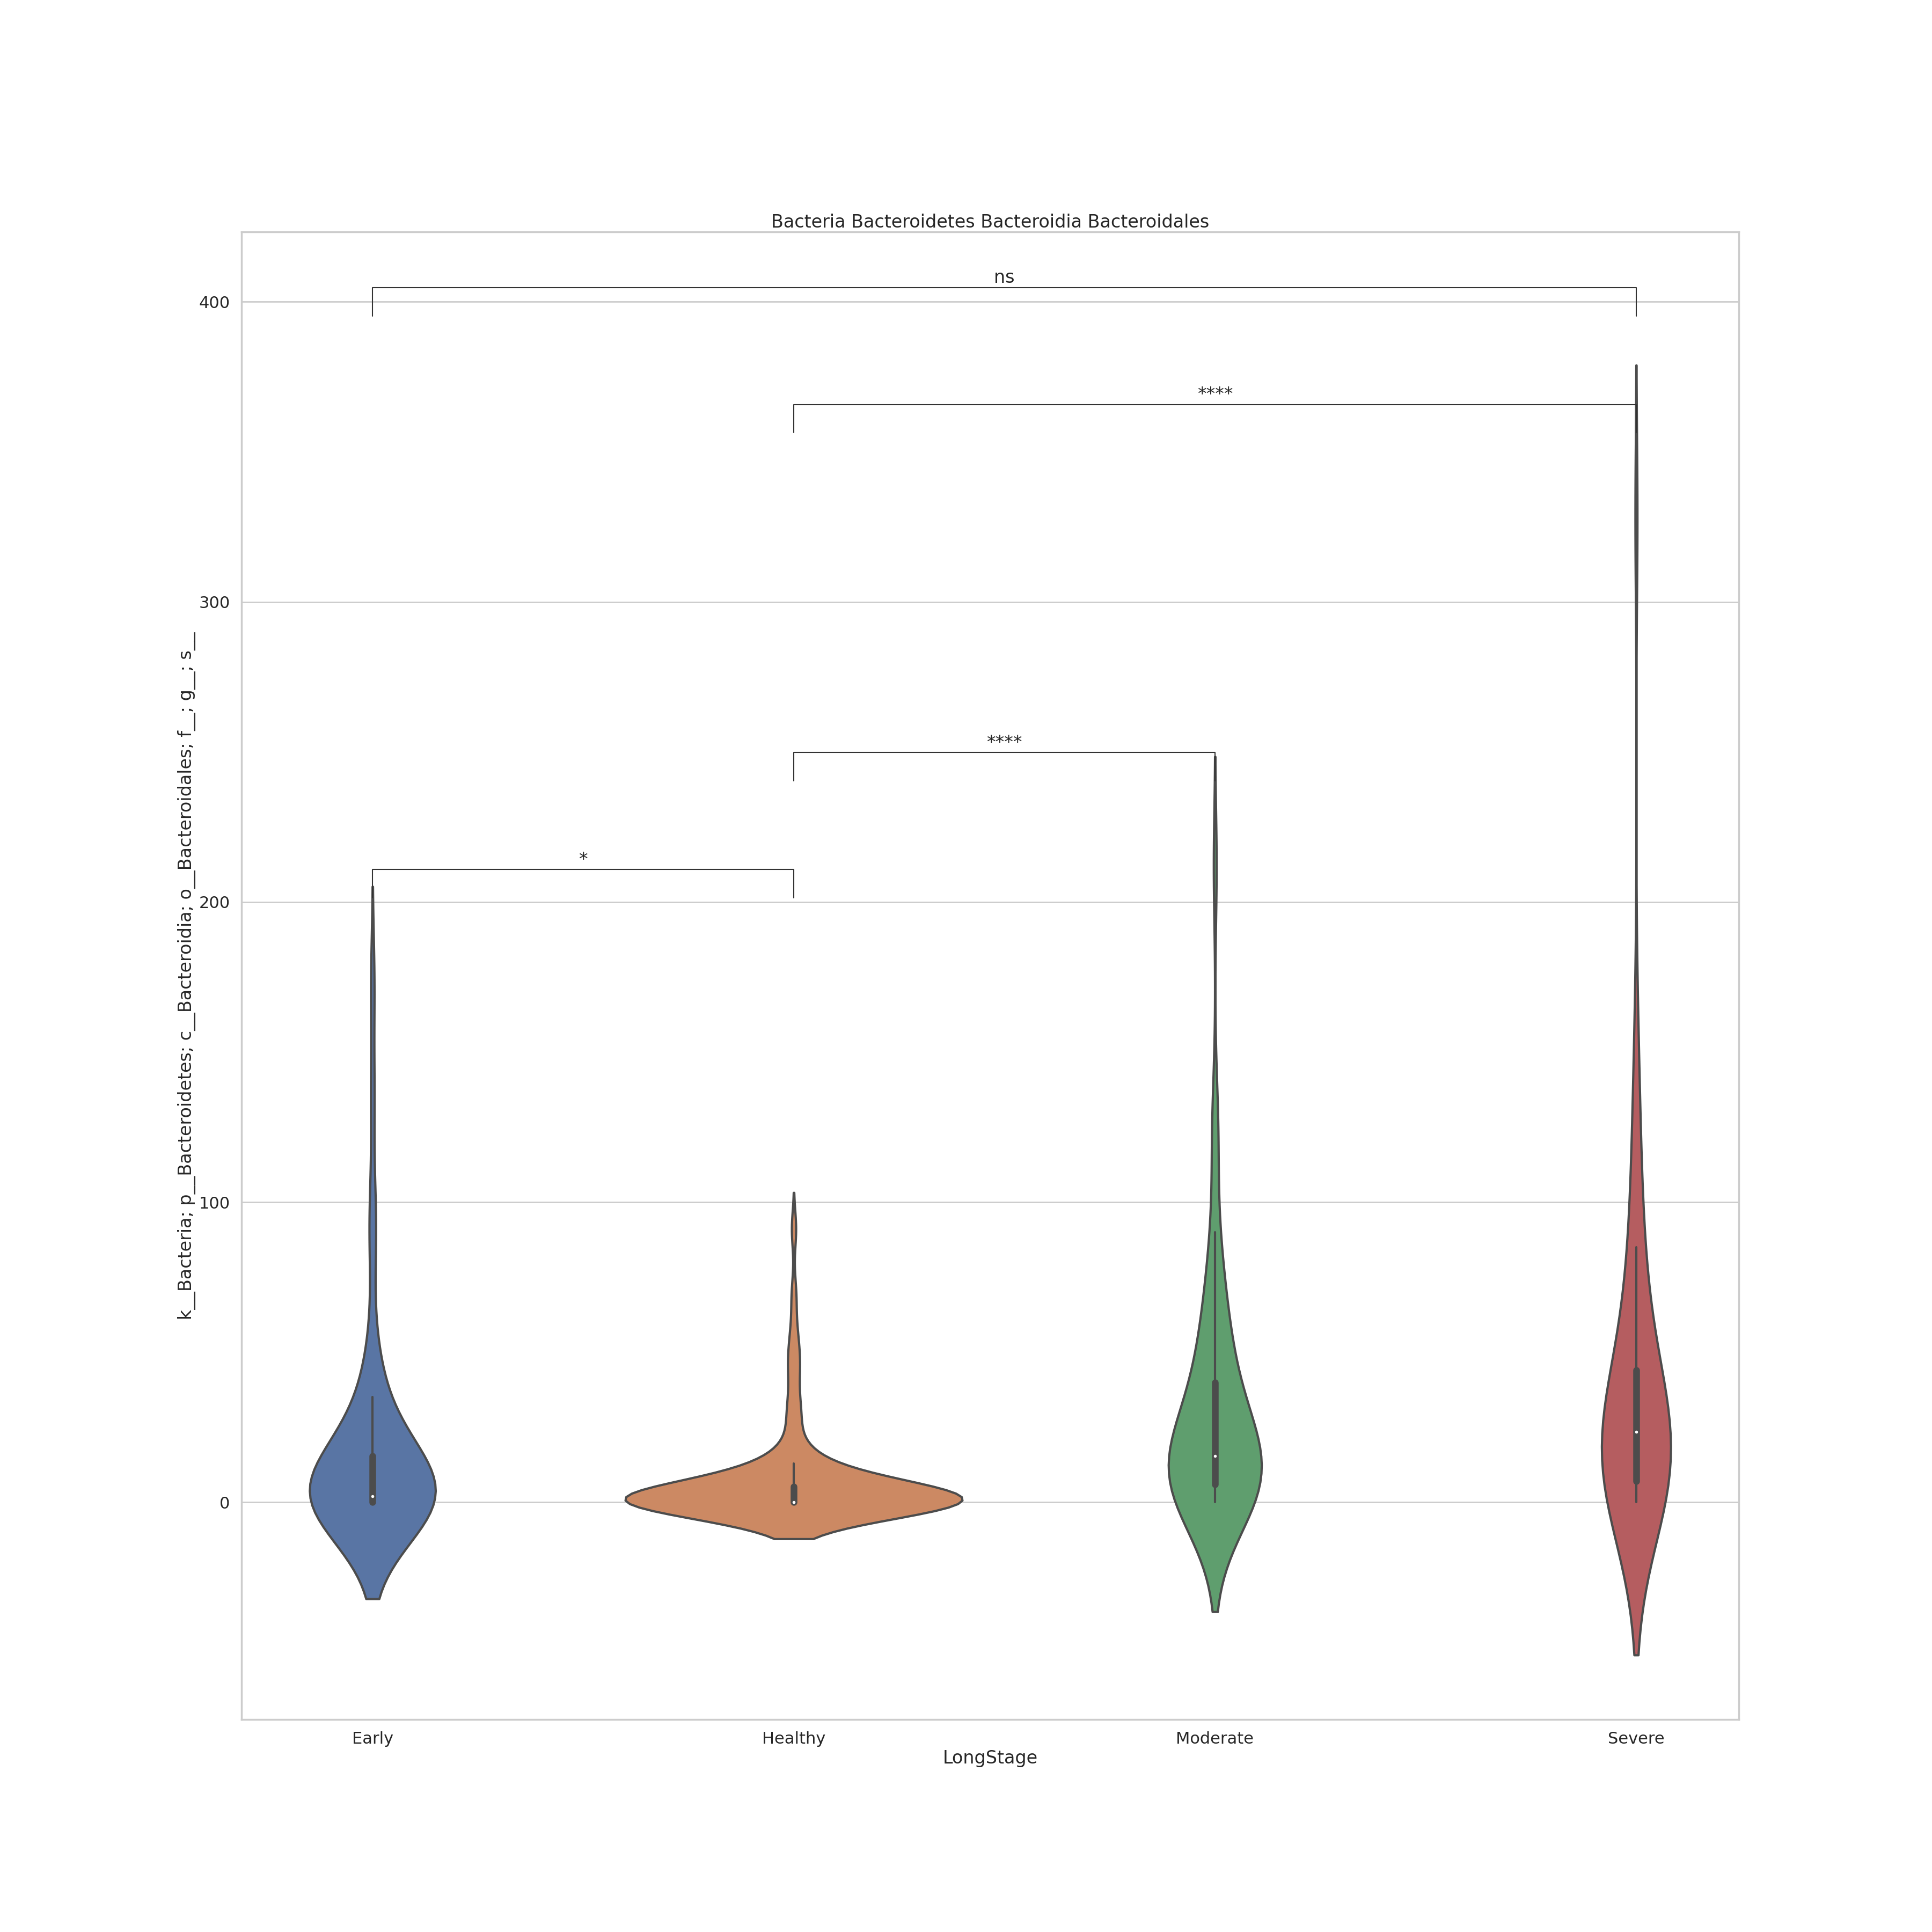 Bacteria Bacteroidetes Bacteroidia Bacteroidales
ns
400
****
300
****
*
200
k__Bacteria; p__Bacteroidetes; c__Bacteroidia; o__Bacteroidales; f__; g__; s__
100
0
Early Healthy Moderate Severe
LongStage